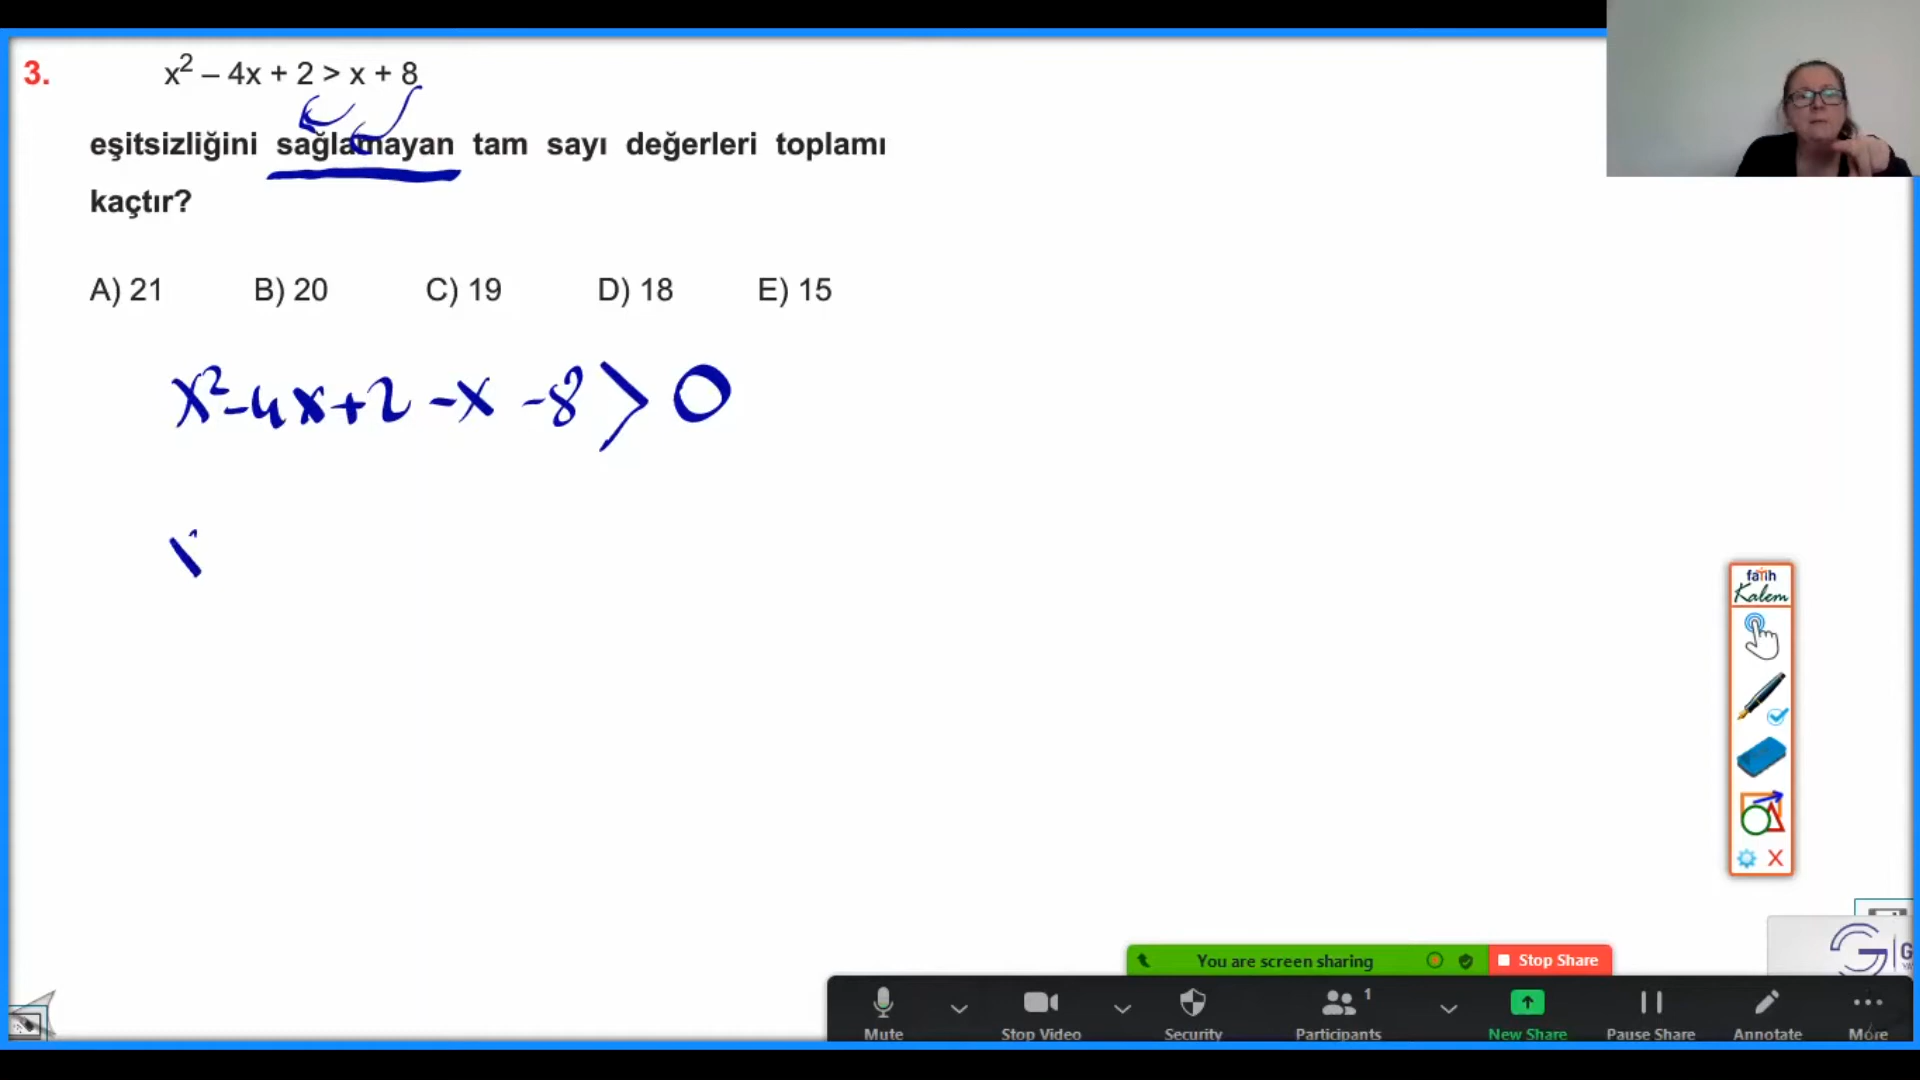 3. x² – 4x + 2 > x + 8
eşitsizliğini sağlamayan tam sayı değerleri toplamı
kaçtır?
A) 21 B) 20 C) 19 D) 18 E) 15
x²-4x+2-x-8>0
fatih
Kalem
You are screen sharing
Stop Share
Mute
Stop Video
Security
Participants 1
New Share
Pause Share
Annotate
More